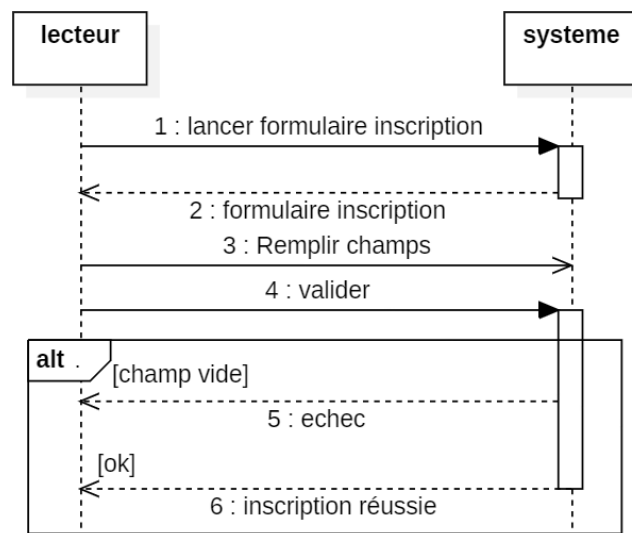 lecteur
systeme
1 : lancer formulaire inscription
2 : formulaire inscription
3 : Remplir champs
4 : valider
alt .
[champ vide]
5 : echec
[ok]
6 : inscription réussie